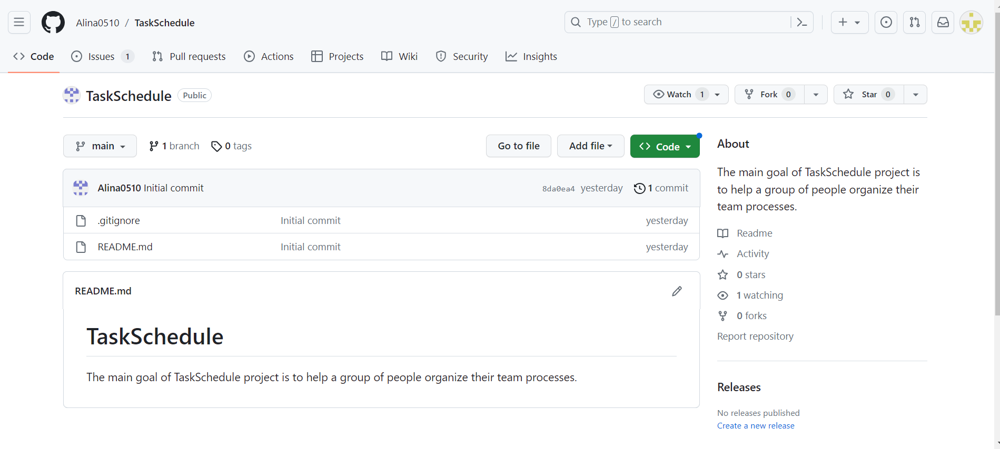 Alina0510 / TaskSchedule
Type / to search
Code
Issues 1
Pull requests
Actions
Projects
Wiki
Security
Insights
TaskSchedule Public
Watch 1
Fork 0
Star 0
main
1 branch
0 tags
Go to file
Add file
Code
Alina0510 Initial commit
8da0ea4 yesterday
1 commit
.gitignore Initial commit yesterday
README.md Initial commit yesterday
README.md
TaskSchedule
The main goal of TaskSchedule project is to help a group of people organize their team processes.
About
The main goal of TaskSchedule project is
to help a group of people organize their
team processes.
Readme
Activity
0 stars
1 watching
0 forks
Report repository
Releases
No releases published
Create a new release